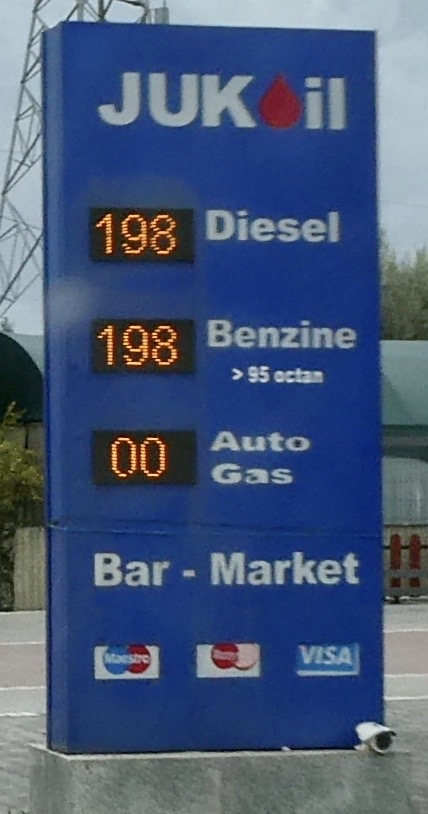 JUKOil
198 Diesel
198 Benzine
> 95 octan
00 Auto
Gas
Bar - Market
Maestro
VISA